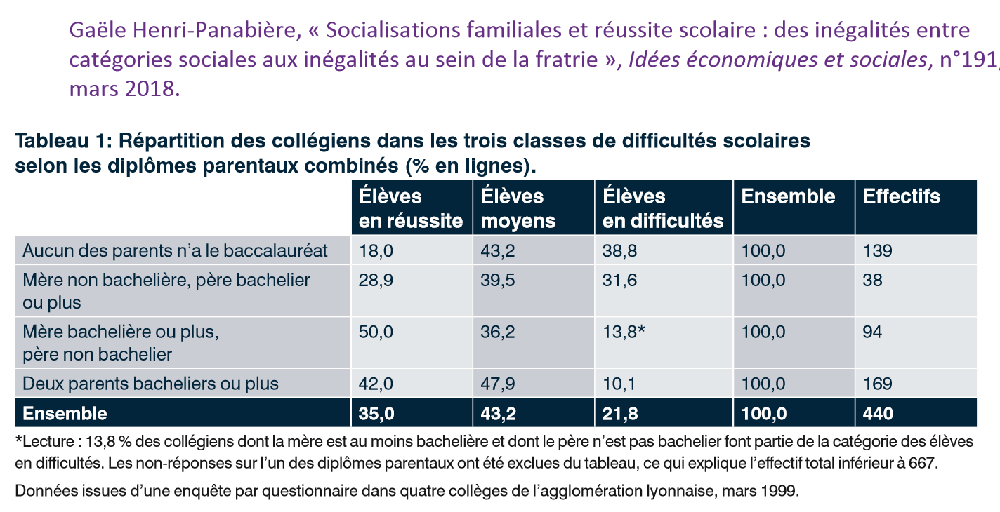 Gaële Henri-Panabière, « Socialisations familiales et réussite scolaire : des inégalités entre
catégories sociales aux inégalités au sein de la fratrie », Idées économiques et sociales, n°191,
mars 2018.
Tableau 1: Répartition des collégiens dans les trois classes de difficultés scolaires
selon les diplômes parentaux combinés (% en lignes).
Élèves en réussite Élèves moyens Élèves en difficultés Ensemble Effectifs
Aucun des parents n’a le baccalauréat 18,0 43,2 38,8 100,0 139
Mère non bachelière, père bachelier
ou plus 28,9 39,5 31,6 100,0 38
Mère bachelière ou plus,
père non bachelier 50,0 36,2 13,8* 100,0 94
Deux parents bacheliers ou plus 42,0 47,9 10,1 100,0 169
Ensemble 35,0 43,2 21,8 100,0 440
*Lecture : 13,8 % des collégiens dont la mère est au moins bachelière et dont le père n’est pas bachelier font partie de la catégorie des élèves
en difficultés. Les non-réponses sur l’un des diplômes parentaux ont été exclues du tableau, ce qui explique l’effectif total inférieur à 667.
Données issues d’une enquête par questionnaire dans quatre collèges de l’agglomération lyonnaise, mars 1999.